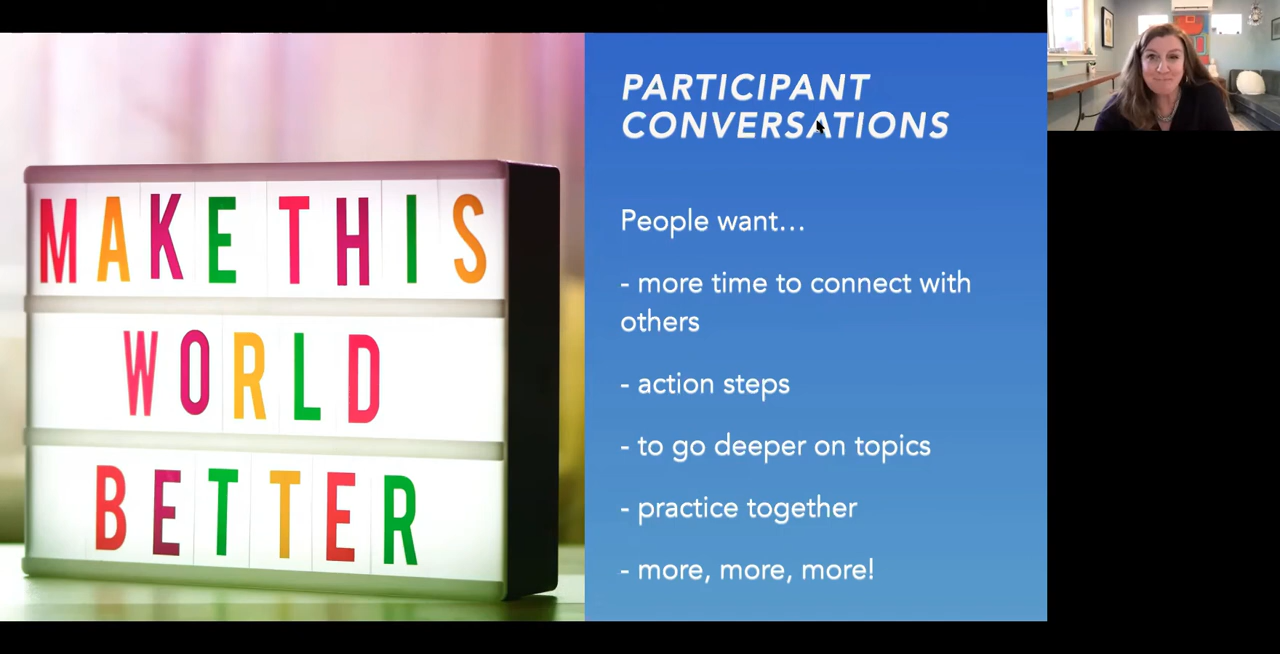 MAKE THIS
WORLD
BETTER
PARTICIPANT
CONVERSATIONS
People want…
- more time to connect with
others
- action steps
- to go deeper on topics
- practice together
- more, more, more!